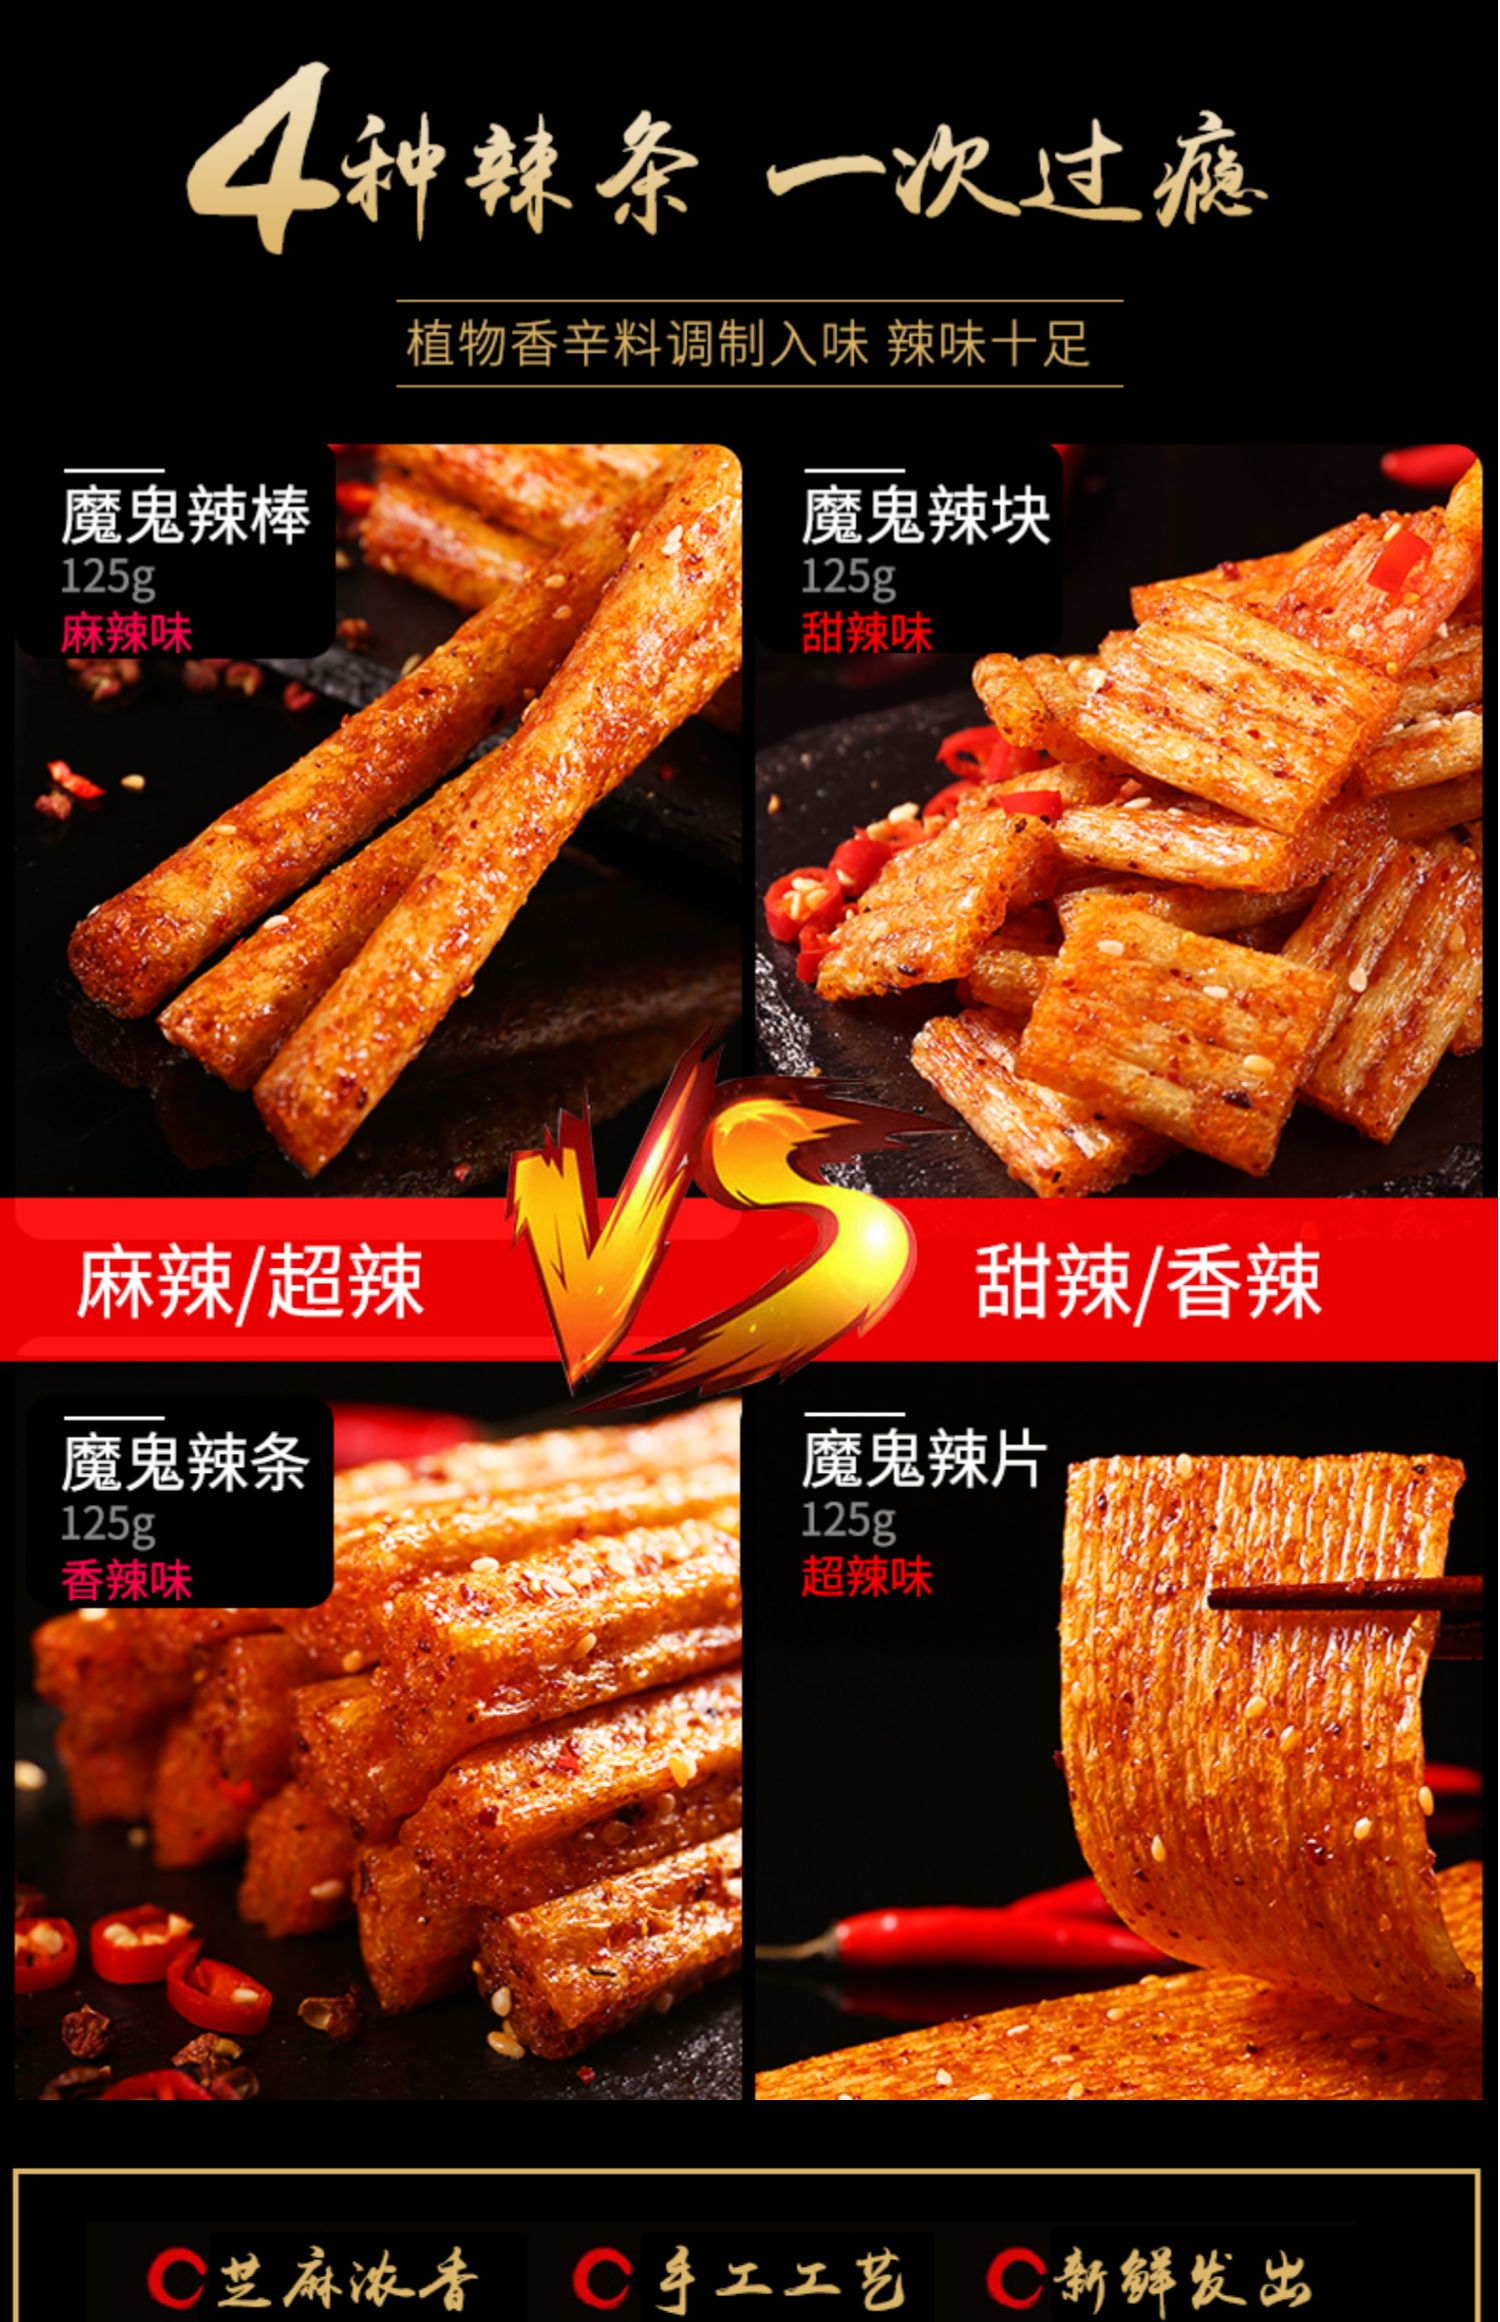 4种辣条 一次过瘾
植物香辛料调制入味 辣味十足
魔鬼辣棒
125g
麻辣味
魔鬼辣块
125g
甜辣味
麻辣/超辣
VS
甜辣/香辣
魔鬼辣条
125g
香辣味
魔鬼辣片
125g
超辣味
芝麻浓香
手工工艺
新鲜发出